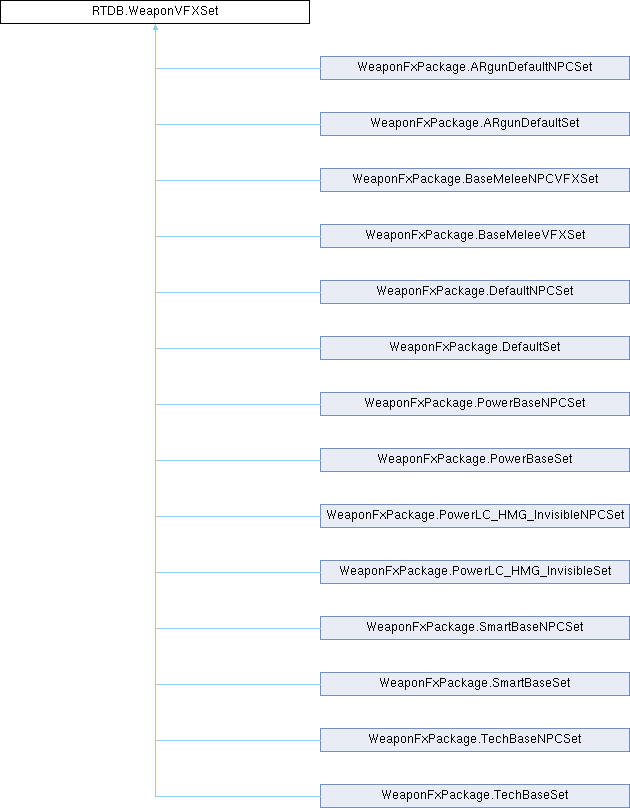 RTDB.WeaponVFXSet
WeaponFxPackage.ARgunDefaultNPCSet
WeaponFxPackage.ARgunDefaultSet
WeaponFxPackage.BaseMeleeNPCVFXSet
WeaponFxPackage.BaseMeleeVFXSet
WeaponFxPackage.DefaultNPCSet
WeaponFxPackage.DefaultSet
WeaponFxPackage.PowerBaseNPCSet
WeaponFxPackage.PowerBaseSet
WeaponFxPackage.PowerLC_HMG_InvisibleNPCSet
WeaponFxPackage.PowerLC_HMG_InvisibleSet
WeaponFxPackage.SmartBaseNPCSet
WeaponFxPackage.SmartBaseSet
WeaponFxPackage.TechBaseNPCSet
WeaponFxPackage.TechBaseSet